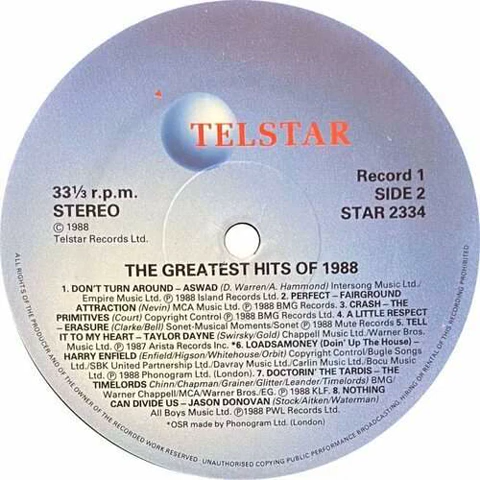 TELSTAR
Record 1
SIDE 2
STAR 2334
33⅓ r.p.m.
STEREO
© 1988
Telstar Records Ltd.
THE GREATEST HITS OF 1988
1. DON'T TURN AROUND – ASWAD (D. Warren/A. Hammond) Intersong Music Ltd./
Empire Music Ltd. ℗ 1988 Island Records Ltd. 2. PERFECT – FAIRGROUND
ATTRACTION (Nevin) MCA Music Ltd. ℗ 1988 BMG Records. 3. CRASH – THE
PRIMITIVES (Court) Copyright Control ℗ 1988 BMG Records. 4. A LITTLE RESPECT
– ERASURE (Clarke/Bell) Sonet-Musical Moments/Sonet ℗ 1988 Mute Records. 5. TELL
IT TO MY HEART – TAYLOR DAYNE (Swirsky/Gold) Chappell Music Ltd./Warner Bros.
Music Ltd. ℗ 1987 Arista Records Inc. *6. LOADSAMONEY (Doin' Up The House) –
HARRY ENFIELD (Enfield/Higson/Whitehouse/Orbit) Copyright Control/Bugle Songs
Ltd./SBK United Partnership Ltd./Davray Music Ltd./Carlin Music Ltd./Bocu Music Ltd.
℗ 1988 Phonogram Ltd. (London). 7. DOCTORIN' THE TARDIS – THE
TIMELORDS (Chinn/Chapman/Grainer/Glitter/Leander/Timelords) BMG/
Warner Chappell/MCA/Warner Bros./EG. ℗ 1988 KLF. 8. NOTHING
CAN DIVIDE US – JASON DONOVAN (Stock/Aitken/Waterman)
All Boys Music Ltd. ℗ 1988 PWL Records Ltd.
*OSR made by Phonogram Ltd. (London)
ALL RIGHTS OF THE PRODUCER AND OF THE OWNER OF THE RECORDED WORK RESERVED · UNAUTHORISED COPYING PUBLIC PERFORMANCE BROADCASTING HIRING OR RENTAL OF THIS RECORD PROHIBITED